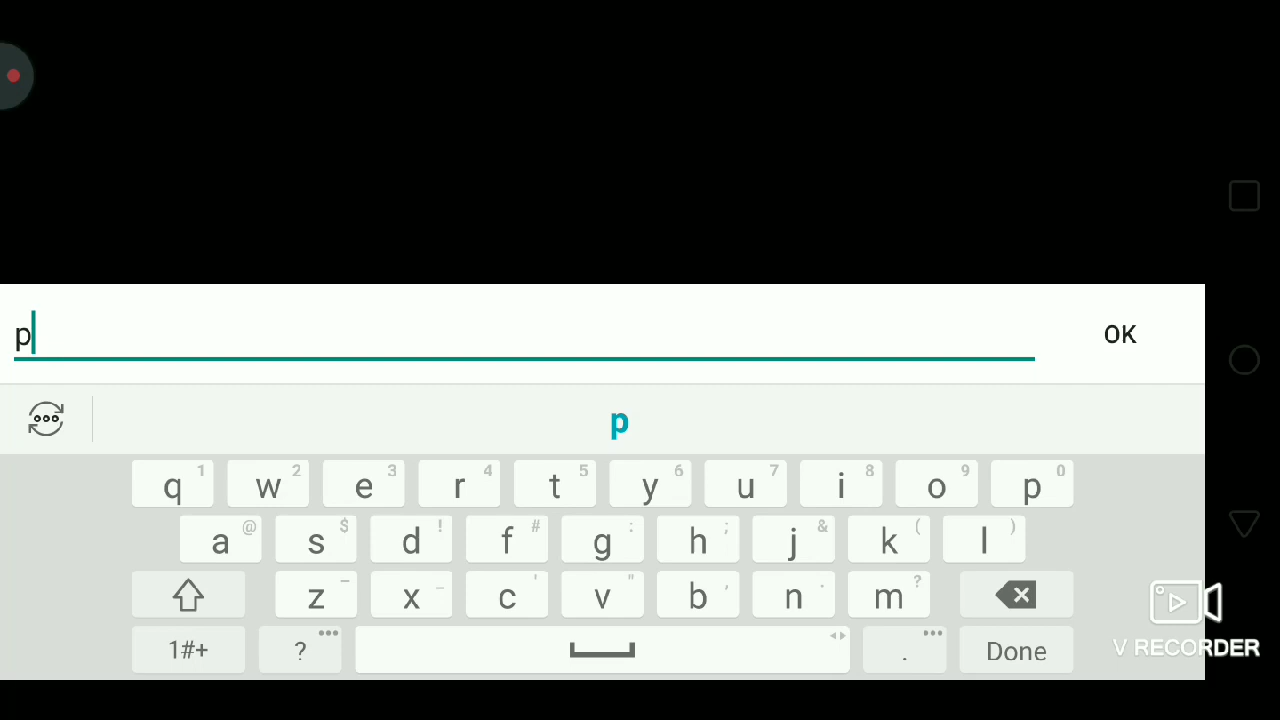 p
OK
p
q 1 w 2 e 3 r 4 t 5 y 6 u 7 i 8 o 9 p 0
a @ s $ d ! f # g : h ; j & k ( l )
z – x _ c ' v " b , n . m ?
1#+ ? ••• . ••• Done
V RECORDER